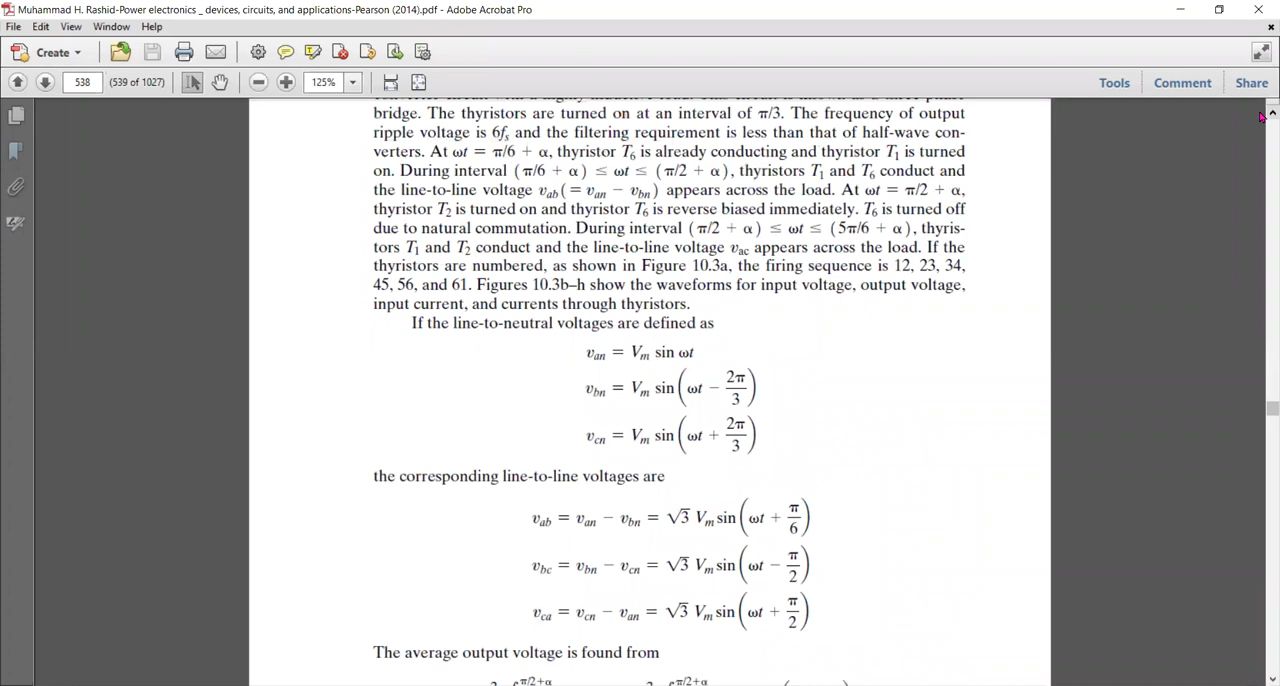 Muhammad H. Rashid-Power electronics _ devices, circuits, and applications-Pearson (2014).pdf - Adobe Acrobat Pro
File Edit View Window Help
Create
538 (539 of 1027) 125% Tools Comment Share
bridge. The thyristors are turned on at an interval of π/3. The frequency of output
ripple voltage is 6fs and the filtering requirement is less than that of half-wave con-
verters. At ωt = π/6 + α, thyristor T6 is already conducting and thyristor T1 is turned
on. During interval (π/6 + α) ≤ ωt ≤ (π/2 + α), thyristors T1 and T6 conduct and
the line-to-line voltage vab(= van − vbn) appears across the load. At ωt = π/2 + α,
thyristor T2 is turned on and thyristor T6 is reverse biased immediately. T6 is turned off
due to natural commutation. During interval (π/2 + α) ≤ ωt ≤ (5π/6 + α), thyris-
tors T1 and T2 conduct and the line-to-line voltage vac appears across the load. If the
thyristors are numbered, as shown in Figure 10.3a, the firing sequence is 12, 23, 34,
45, 56, and 61. Figures 10.3b–h show the waveforms for input voltage, output voltage,
input current, and currents through thyristors.
If the line-to-neutral voltages are defined as
van = Vm sin ωt
vbn = Vm sin(ωt − 2π/3)
vcn = Vm sin(ωt + 2π/3)
the corresponding line-to-line voltages are
vab = van − vbn = √3 Vm sin(ωt + π/6)
vbc = vbn − vcn = √3 Vm sin(ωt − π/2)
vca = vcn − van = √3 Vm sin(ωt + π/2)
The average output voltage is found from